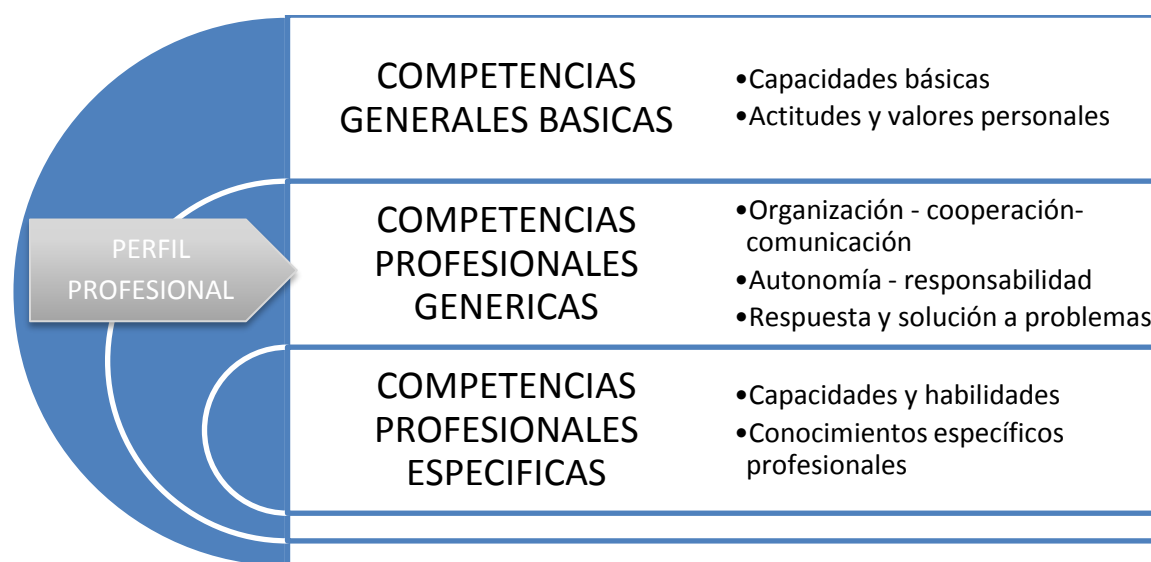 PERFIL
PROFESIONAL
COMPETENCIAS
GENERALES BASICAS
•Capacidades básicas
•Actitudes y valores personales
COMPETENCIAS
PROFESIONALES
GENERICAS
•Organización - cooperación-
comunicación
•Autonomía - responsabilidad
•Respuesta y solución a problemas
COMPETENCIAS
PROFESIONALES
ESPECIFICAS
•Capacidades y habilidades
•Conocimientos específicos
profesionales